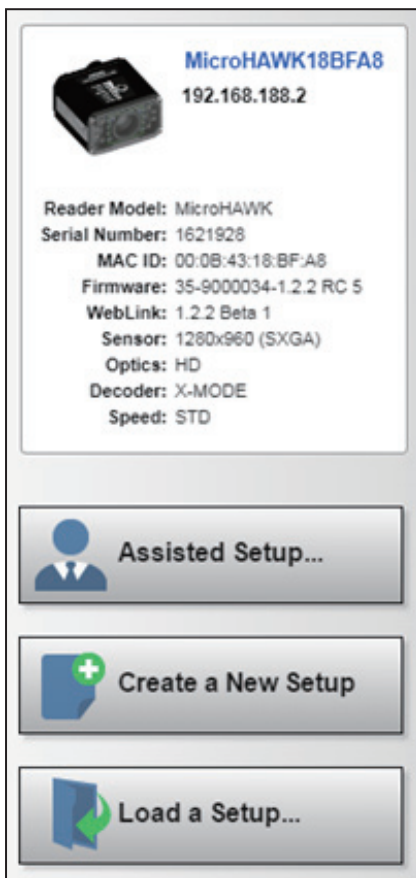 MicroHAWK18BFA8
192.168.188.2
Reader Model: MicroHAWK
Serial Number: 1621928
MAC ID: 00:0B:43:18:BF:A8
Firmware: 35-9000034-1.2.2 RC 5
WebLink: 1.2.2 Beta 1
Sensor: 1280x960 (SXGA)
Optics: HD
Decoder: X-MODE
Speed: STD
Assisted Setup...
Create a New Setup
Load a Setup...